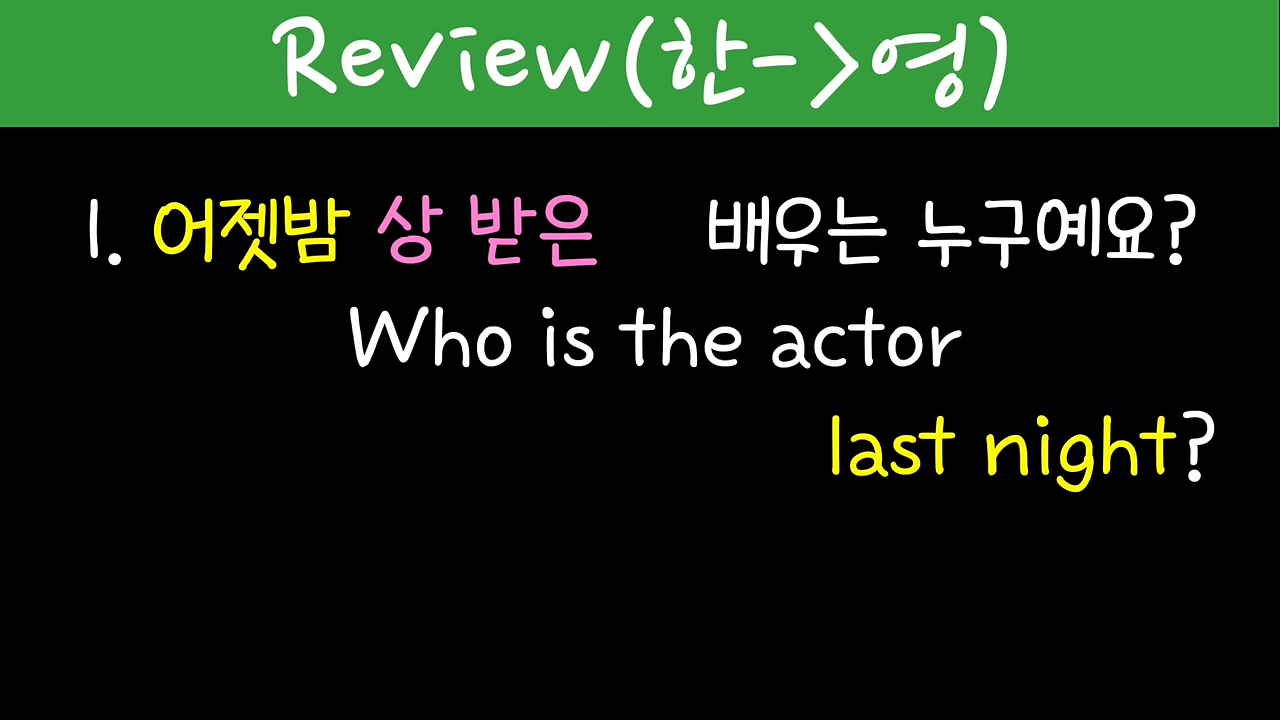 Review(한->영)
1. 어젯밤 상 받은 배우는 누구예요?
Who is the actor
last night?